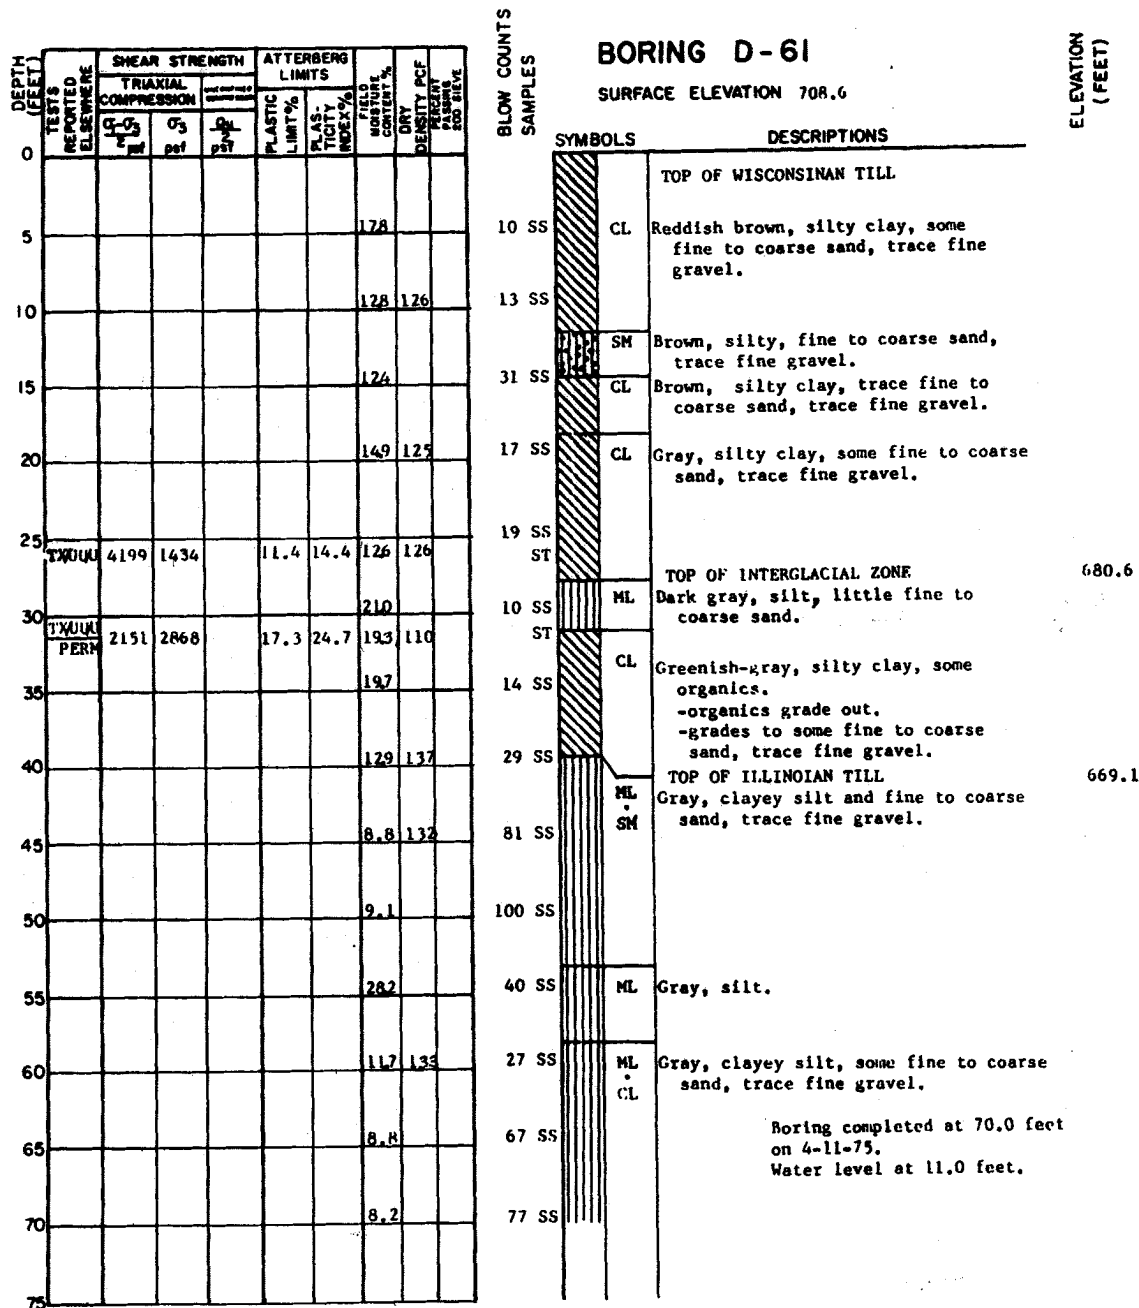 BORING D-61
SURFACE ELEVATION 708.6
DEPTH (FEET)
TESTS REPORTED ELSEWHERE
SHEAR STRENGTH
TRIAXIAL COMPRESSION
σ₃ psf
psf
ATTERBERG LIMITS
PLASTIC LIMIT %
PLAS- TICITY INDEX %
FIELD MOISTURE CONTENT %
DRY DENSITY PCF
PERCENT PASSING 200 SIEVE
BLOW COUNTS
SAMPLES
ELEVATION (FEET)
SYMBOLS DESCRIPTIONS
0
TOP OF WISCONSINAN TILL
17.8 10 SS CL Reddish brown, silty clay, some
5 fine to coarse sand, trace fine
gravel.
12.8 126 13 SS
10
SM Brown, silty, fine to coarse sand,
trace fine gravel.
12.4 31 SS
15 CL Brown, silty clay, trace fine to
coarse sand, trace fine gravel.
14.9 125 17 SS CL Gray, silty clay, some fine to coarse
20 sand, trace fine gravel.
19 SS
25
TX/UU 4199 1434 11.4 14.4 12.6 126 ST
TOP OF INTERGLACIAL ZONE 680.6
21.0 10 SS ML Dark gray, silt, little fine to
30 coarse sand.
TX/UU
PERM 2151 2868 17.3 24.7 19.3 110 ST
CL Greenish-gray, silty clay, some
19.7 14 SS organics.
35 -organics grade out.
-grades to some fine to coarse
12.9 137 29 SS sand, trace fine gravel.
40 TOP OF ILLINOIAN TILL 669.1
ML Gray, clayey silt and fine to coarse
SM sand, trace fine gravel.
8.8 132 81 SS
45
9.1 100 SS
50
28.2 40 SS ML Gray, silt.
55
11.7 133 27 SS ML Gray, clayey silt, some fine to coarse
60 CL sand, trace fine gravel.
Boring completed at 70.0 feet
8.8 67 SS on 4-11-75.
65 Water level at 11.0 feet.
8.2 77 SS
70
75